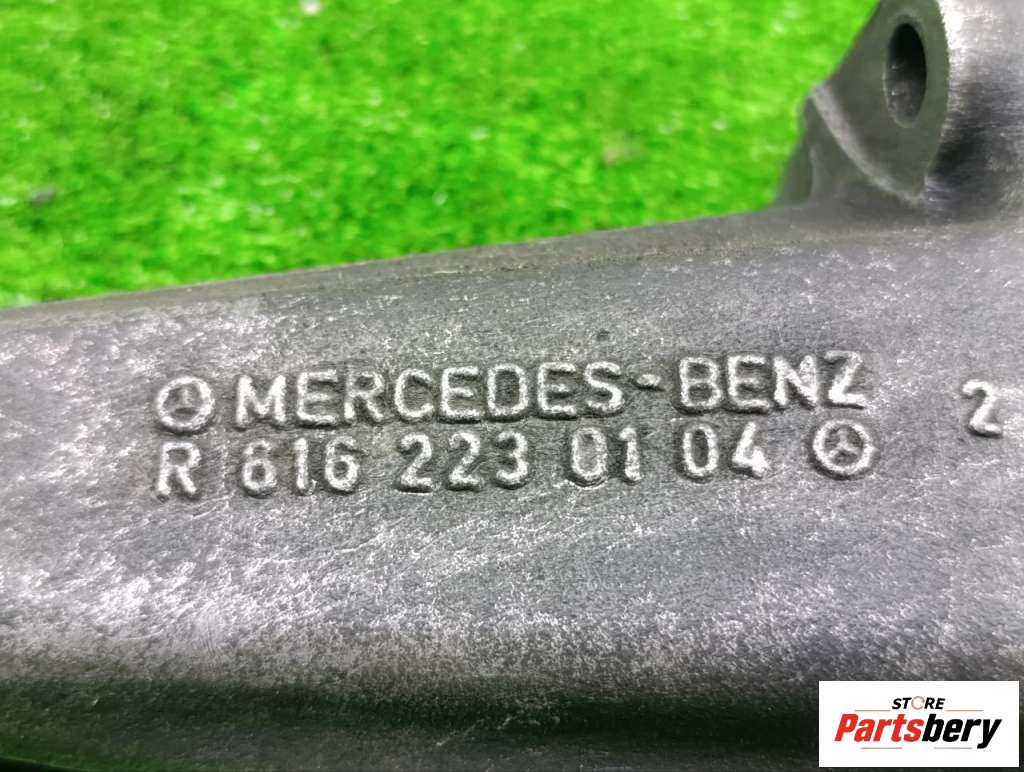 MERCEDES-BENZ
R 616 223 01 04
2
STORE
Partsbery